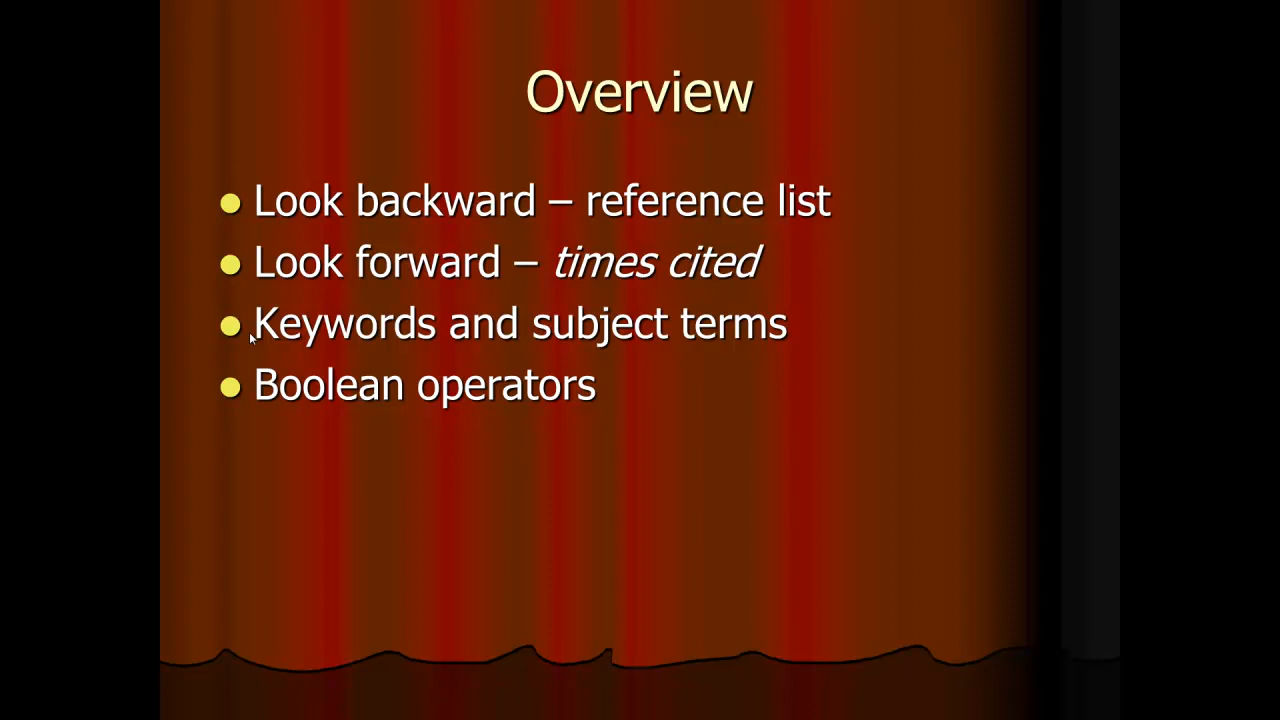 Overview
Look backward – reference list
Look forward – times cited
Keywords and subject terms
Boolean operators